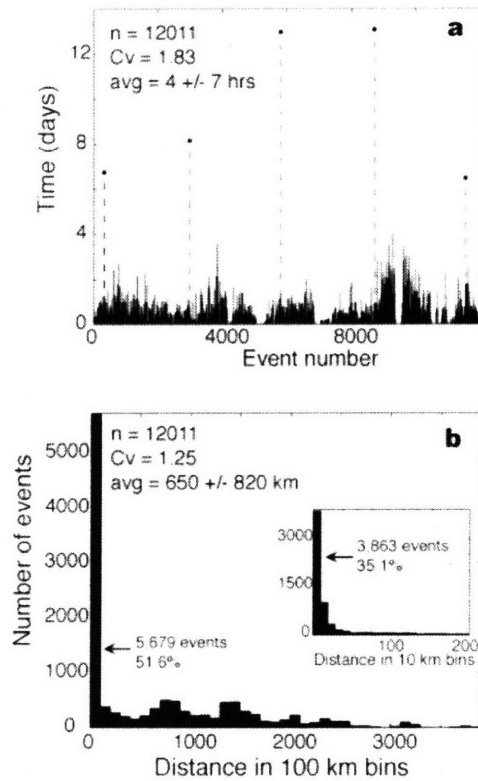 a
n = 12011
Cv = 1.83
avg = 4 +/- 7 hrs
Time (days)
12
8
4
0
0 4000 8000
Event number
b
n = 12011
Cv = 1.25
avg = 650 +/- 820 km
Number of events
5000
4000
3000
2000
1000
0
5 679 events
51.6%
3000
1500
0
3,863 events
35.1%
100 200
Distance in 10 km bins
0 1000 2000 3000
Distance in 100 km bins